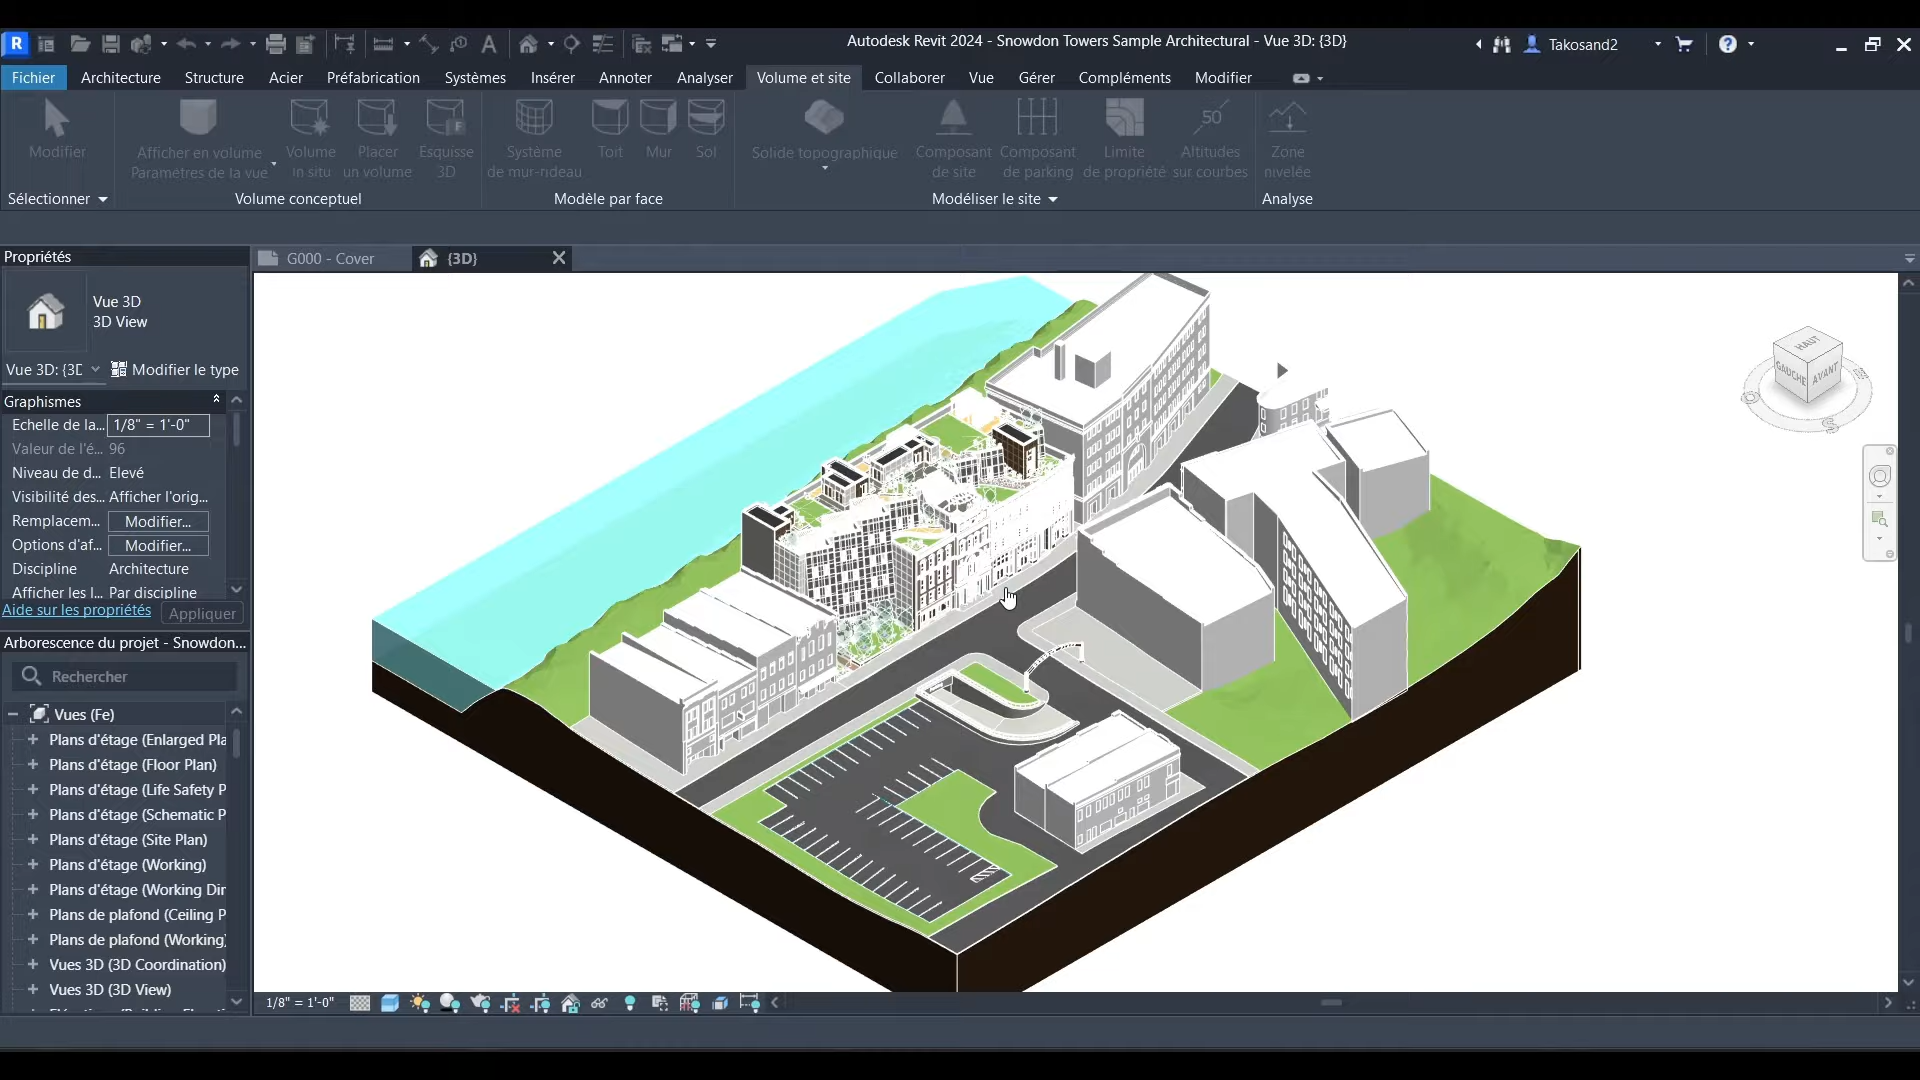 R
A
Autodesk Revit 2024 - Snowdon Towers Sample Architectural - Vue 3D: {3D}
Takosand2
Fichier
Architecture
Structure
Acier
Préfabrication
Systèmes
Insérer
Annoter
Analyser
Volume et site
Collaborer
Vue
Gérer
Compléments
Modifier
Modifier
Afficher en volume
Paramètres de la vue
Volume
in situ
Placer
un volume
Esquisse
3D
Système
de mur-rideau
Toit
Mur
Sol
Solide topographique
Composant
de site
Composant
de parking
Limite
de propriété
50
Altitudes
sur courbes
Zone
nivelée
Sélectionner
Volume conceptuel
Modèle par face
Modéliser le site
Analyse
Propriétés
G000 - Cover
{3D}
Vue 3D
3D View
Vue 3D: {3D
Modifier le type
Graphismes
Echelle de la... 1/8" = 1'-0"
Valeur de l'é... 96
Niveau de d... Elevé
Visibilité des... Afficher l'orig...
Remplacem... Modifier...
Options d'af... Modifier...
Discipline Architecture
Afficher les l... Par discipline
Aide sur les propriétés
Appliquer
Arborescence du projet - Snowdon...
Rechercher
Vues (Fe)
Plans d'étage (Enlarged Pla
Plans d'étage (Floor Plan)
Plans d'étage (Life Safety P
Plans d'étage (Schematic P
Plans d'étage (Site Plan)
Plans d'étage (Working)
Plans d'étage (Working Dir
Plans de plafond (Ceiling P
Plans de plafond (Working)
Vues 3D (3D Coordination)
Vues 3D (3D View)
HAUT
GAUCHE
AVANT
S
1/8" = 1'-0"